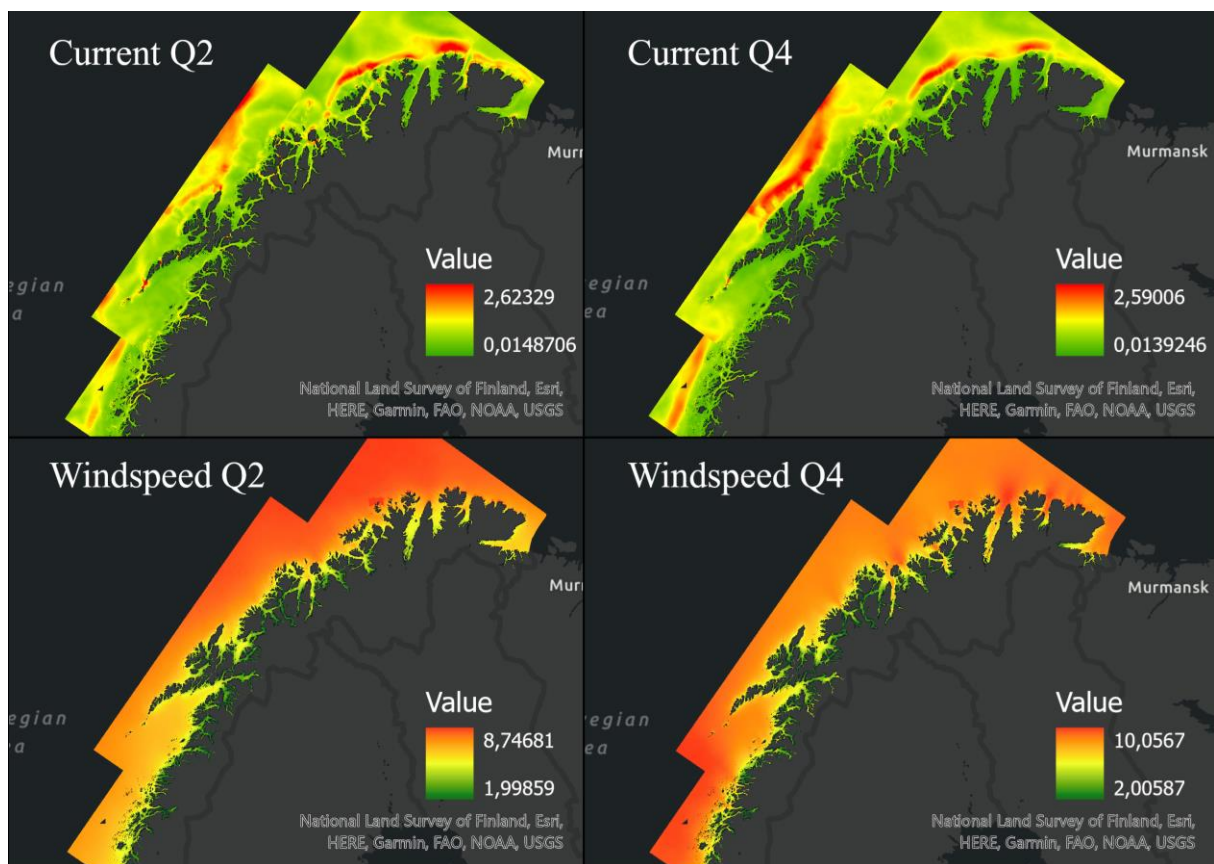 Current Q2
Murr
egian
a
Value
2,62329
0,0148706
National Land Survey of Finland, Esri,
HERE, Garmin, FAO, NOAA, USGS
Current Q4
Murmansk
egian
ea
Value
2,59006
0,0139246
National Land Survey of Finland, Esri,
HERE, Garmin, FAO, NOAA, USGS
Windspeed Q2
Murr
egian
ea
Value
8,74681
1,99859
National Land Survey of Finland, Esri,
HERE, Garmin, FAO, NOAA, USGS
Windspeed Q4
Murmansk
vegian
ea
Value
10,0567
2,00587
National Land Survey of Finland, Esri,
HERE, Garmin, FAO, NOAA, USGS